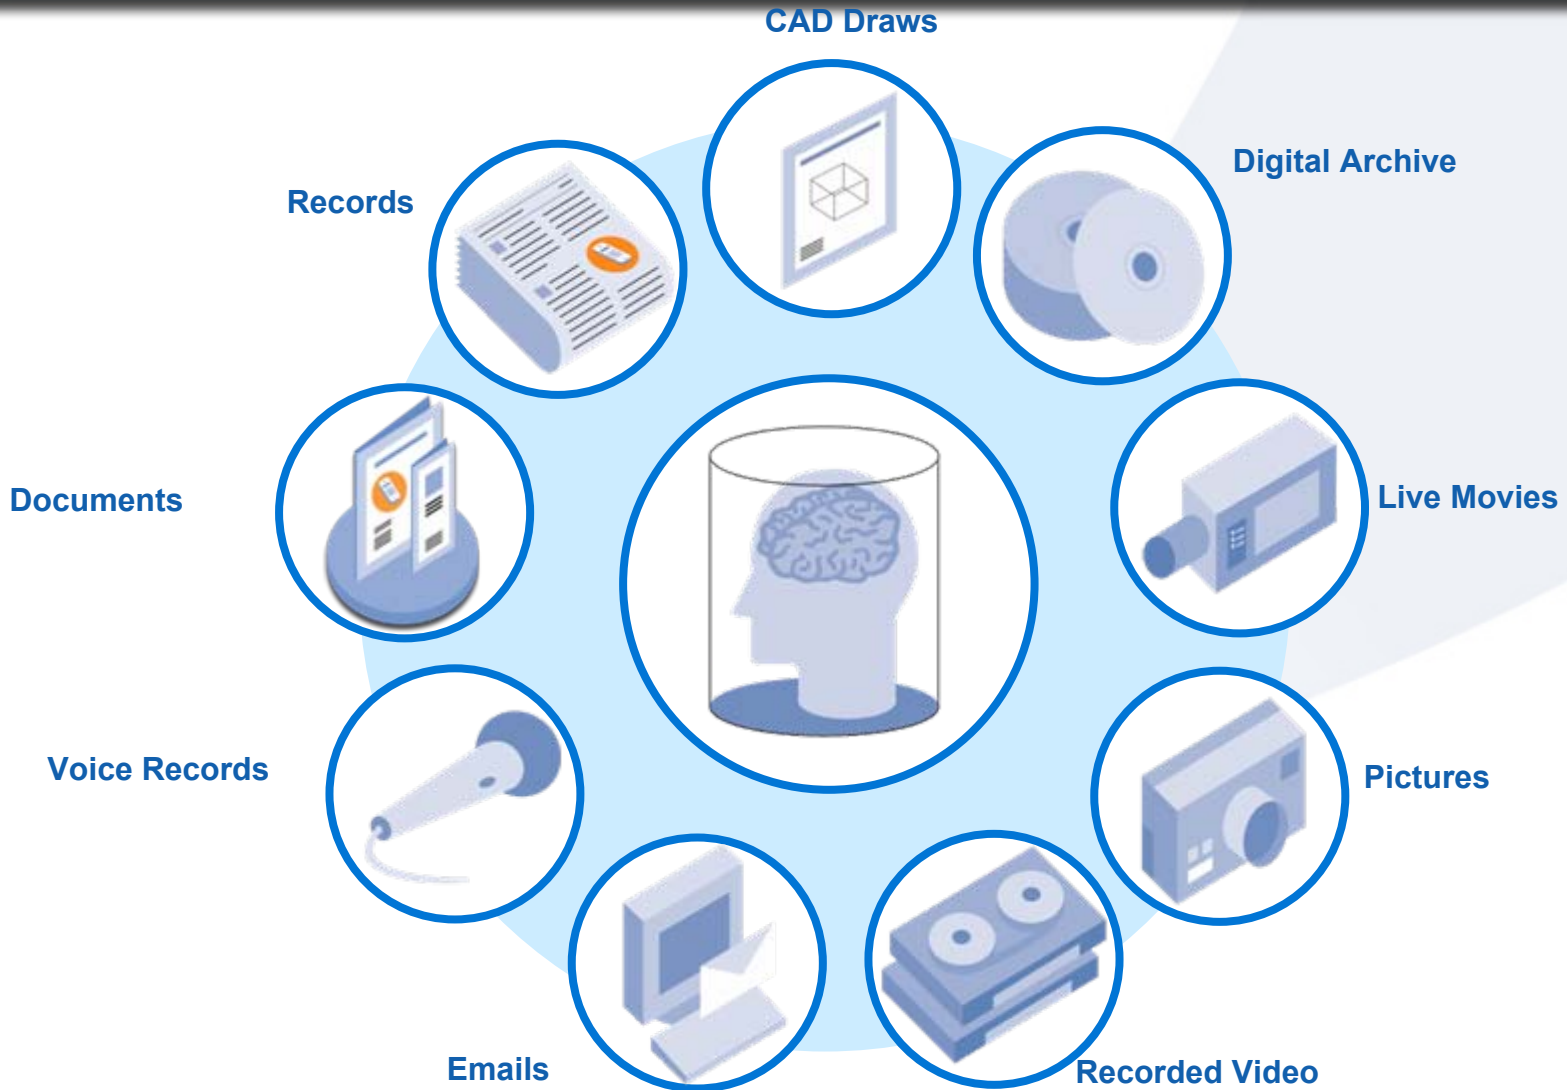 CAD Draws
Digital Archive
Records
Live Movies
Documents
Voice Records
Pictures
Emails
Recorded Video